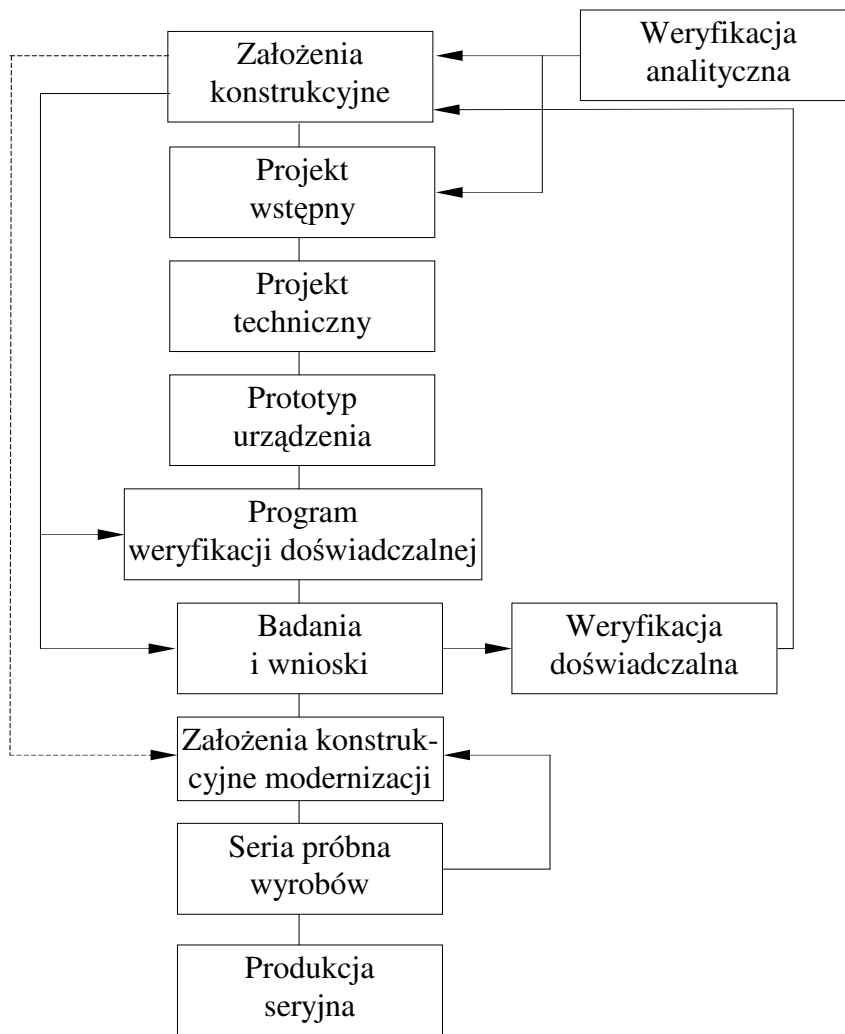 Założenia
konstrukcyjne
Weryfikacja
analityczna
Projekt
wstępny
Projekt
techniczny
Prototyp
urządzenia
Program
weryfikacji doświadczalnej
Badania
i wnioski
Weryfikacja
doświadczalna
Założenia konstruk-
cyjne modernizacji
Seria próbna
wyrobów
Produkcja
seryjna